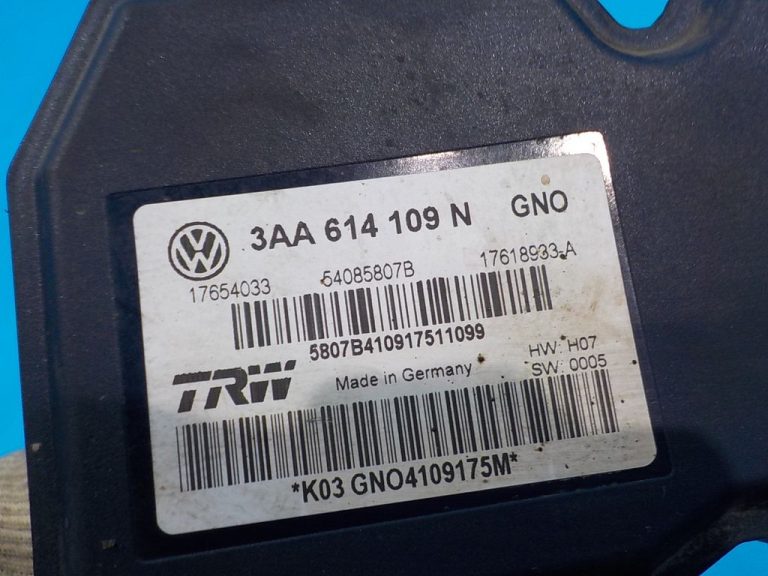 3AA 614 109 N GNO
17654033 54085807B 17618933-A
5807B410917511099
HW: H07
TRW Made in Germany SW: 0005
*K03 GNO4109175M*